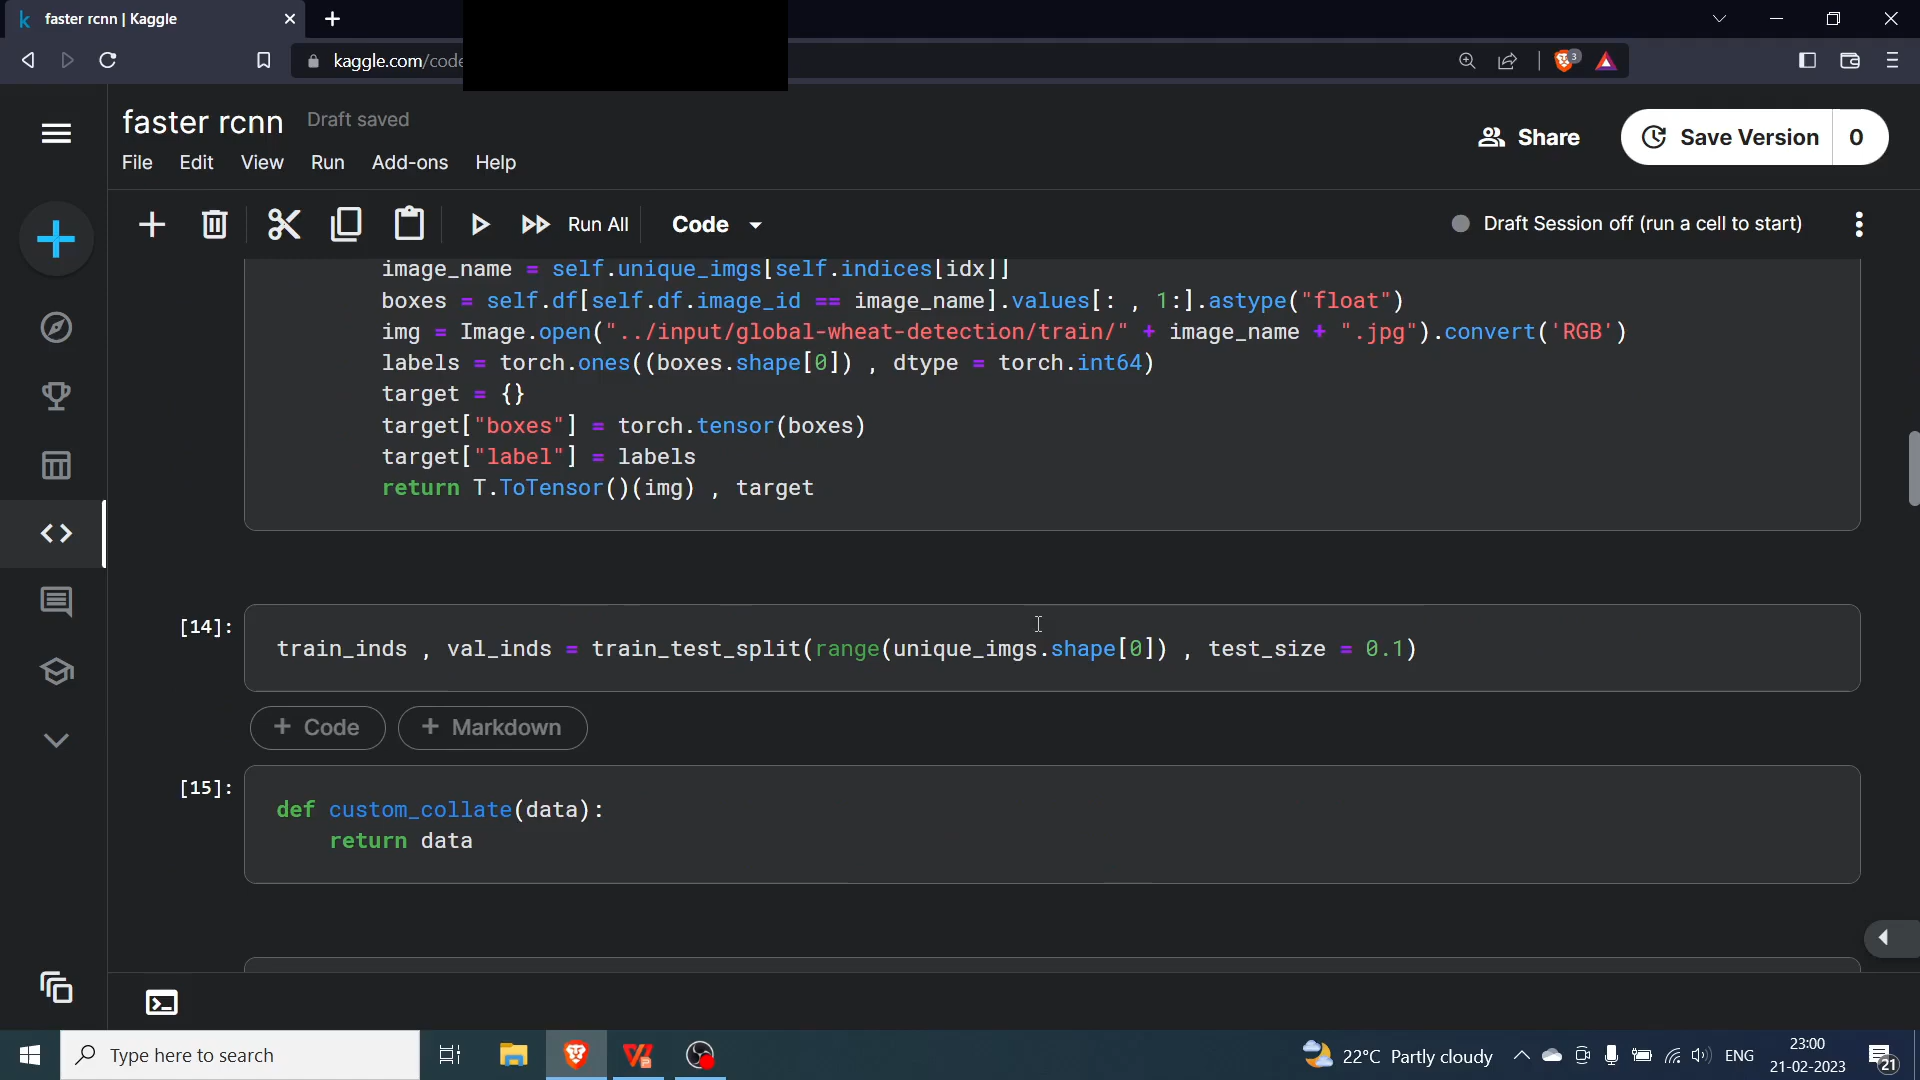 faster rcnn | Kaggle
kaggle.com/code
3
faster rcnn Draft saved
Share
Save Version 0
File Edit View Run Add-ons Help
Run All Code
Draft Session off (run a cell to start)
image_name = self.unique_imgs[self.indices[idx]]
boxes = self.df[self.df.image_id == image_name].values[: , 1:].astype("float")
img = Image.open("../input/global-wheat-detection/train/" + image_name + ".jpg").convert('RGB')
labels = torch.ones((boxes.shape[0]) , dtype = torch.int64)
target = {}
target["boxes"] = torch.tensor(boxes)
target["label"] = labels
return T.ToTensor()(img) , target
[14]:
train_inds , val_inds = train_test_split(range(unique_imgs.shape[0]) , test_size = 0.1)
+ Code + Markdown
[15]:
def custom_collate(data):
return data
Type here to search
22°C Partly cloudy
ENG
23:00
21-02-2023
21